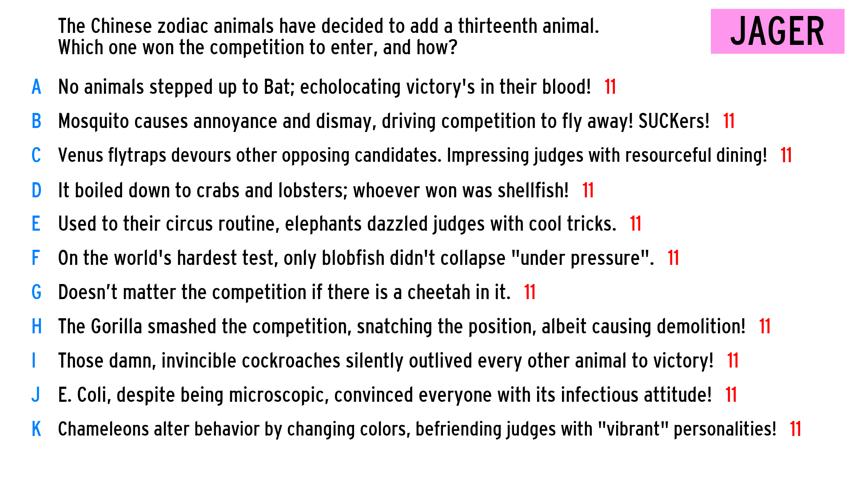 The Chinese zodiac animals have decided to add a thirteenth animal.
Which one won the competition to enter, and how?
JAGER
A No animals stepped up to Bat; echolocating victory's in their blood! 11
B Mosquito causes annoyance and dismay, driving competition to fly away! SUCKers! 11
C Venus flytraps devours other opposing candidates. Impressing judges with resourceful dining! 11
D It boiled down to crabs and lobsters; whoever won was shellfish! 11
E Used to their circus routine, elephants dazzled judges with cool tricks. 11
F On the world's hardest test, only blobfish didn't collapse "under pressure". 11
G Doesn't matter the competition if there is a cheetah in it. 11
H The Gorilla smashed the competition, snatching the position, albeit causing demolition! 11
I Those damn, invincible cockroaches silently outlived every other animal to victory! 11
J E. Coli, despite being microscopic, convinced everyone with its infectious attitude! 11
K Chameleons alter behavior by changing colors, befriending judges with "vibrant" personalities! 11